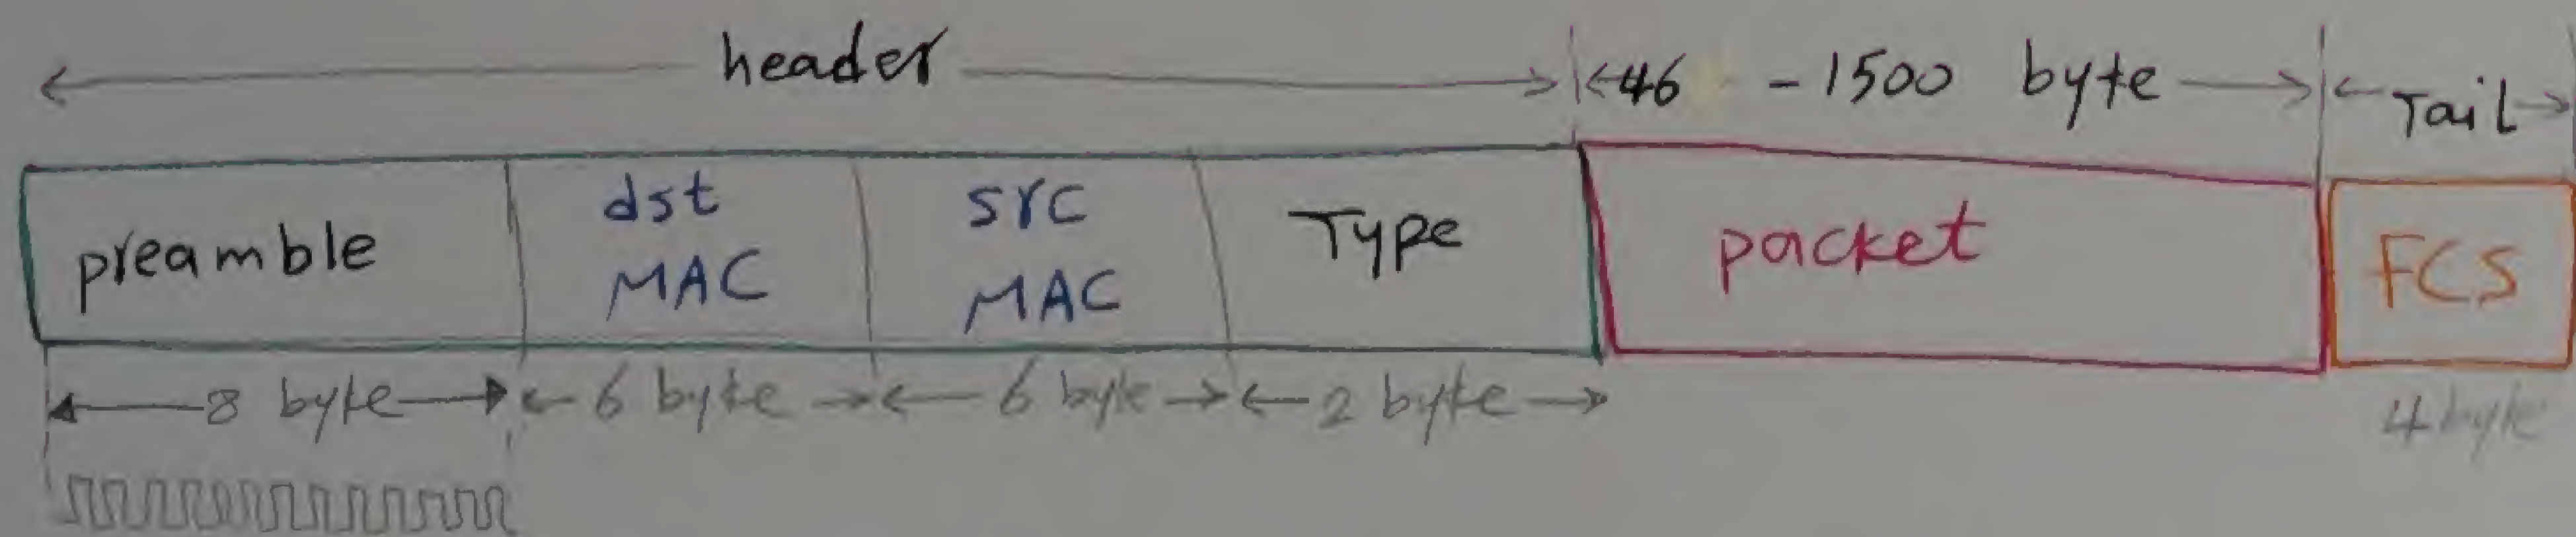 header
46 - 1500 byte
Tail
preamble
dst
MAC
src
MAC
Type
packet
FCS
8 byte
6 byte
6 byte
2 byte
4 byte